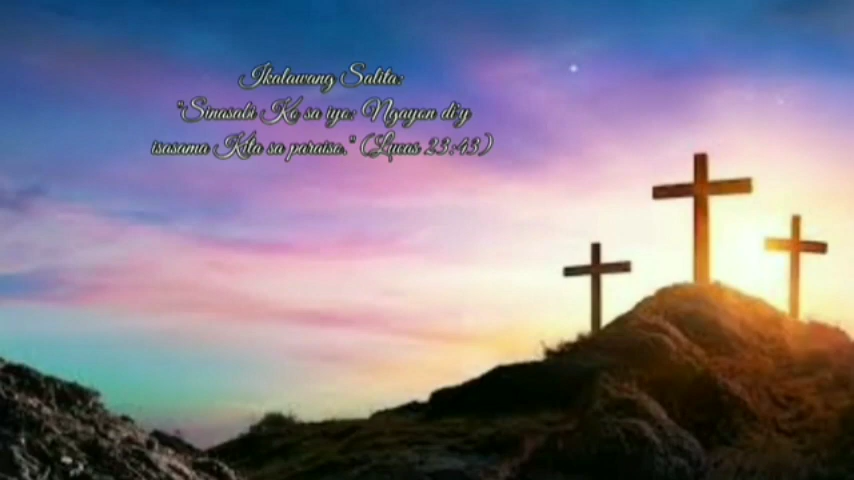 Ikalawang Salita:
"Sinasabi Ko sa iyo: Ngayon di'y
isasama Kita sa paraiso." (Lucas 23:43)